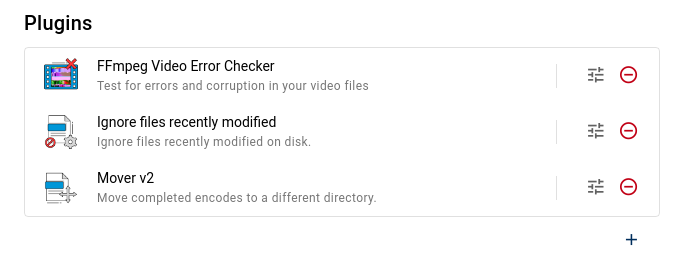 Plugins
FFmpeg Video Error Checker
Test for errors and corruption in your video files
Ignore files recently modified
Ignore files recently modified on disk.
Mover v2
Move completed encodes to a different directory.